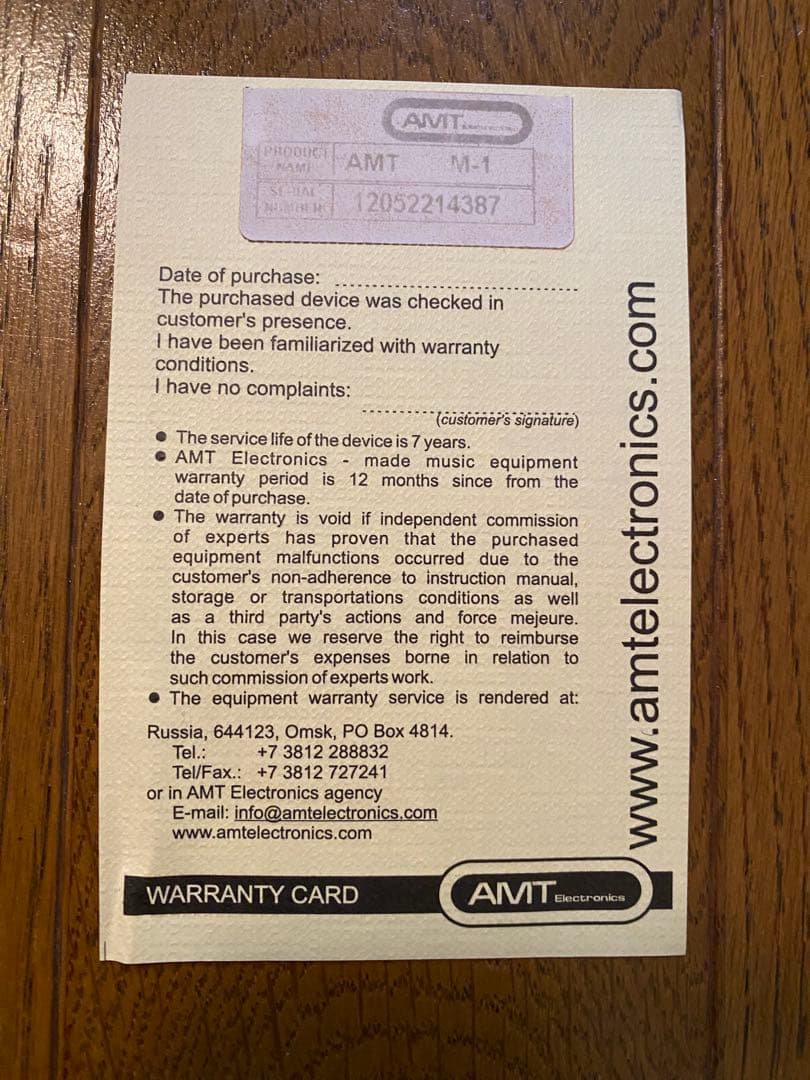 AMT
PRODUCT NAME AMT M-1
SERIAL NUMBER 12052214387
Date of purchase:
The purchased device was checked in
customer's presence.
I have been familiarized with warranty
conditions.
I have no complaints:
(customer's signature)
● The service life of the device is 7 years.
● AMT Electronics - made music equipment
warranty period is 12 months since from the
date of purchase.
● The warranty is void if independent commission
of experts has proven that the purchased
equipment malfunctions occurred due to the
customer's non-adherence to instruction manual,
storage or transportations conditions as well
as a third party's actions and force mejeure.
In this case we reserve the right to reimburse
the customer's expenses borne in relation to
such commission of experts work.
● The equipment warranty service is rendered at:
Russia, 644123, Omsk, PO Box 4814.
Tel.: +7 3812 288832
Tel/Fax.: +7 3812 727241
or in AMT Electronics agency
E-mail: info@amtelectronics.com
www.amtelectronics.com
WARRANTY CARD
AMT Electronics
www.amtelectronics.com